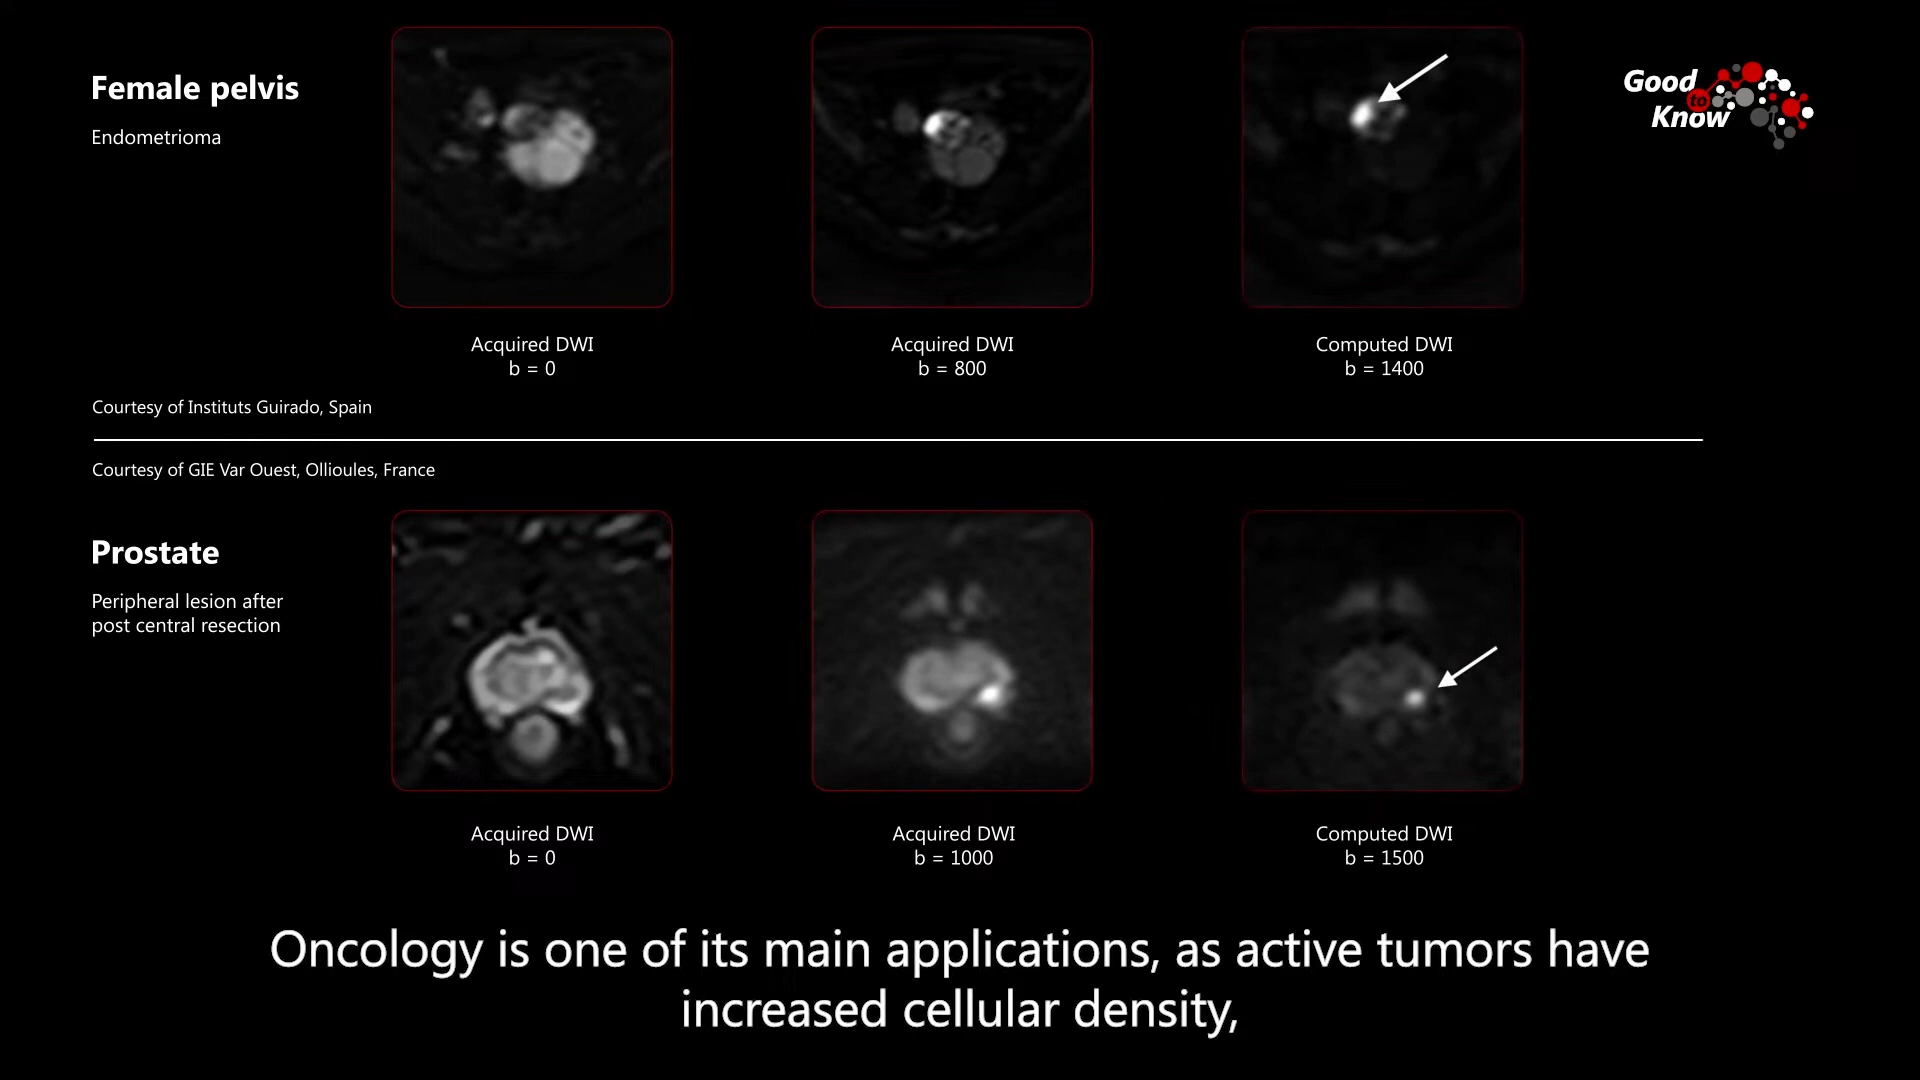 Female pelvis
Endometrioma
Good
to
Know
Acquired DWI
b = 0
Acquired DWI
b = 800
Computed DWI
b = 1400
Courtesy of Instituts Guirado, Spain
Courtesy of GIE Var Ouest, Ollioules, France
Prostate
Peripheral lesion after
post central resection
Acquired DWI
b = 0
Acquired DWI
b = 1000
Computed DWI
b = 1500
Oncology is one of its main applications, as active tumors have
increased cellular density,